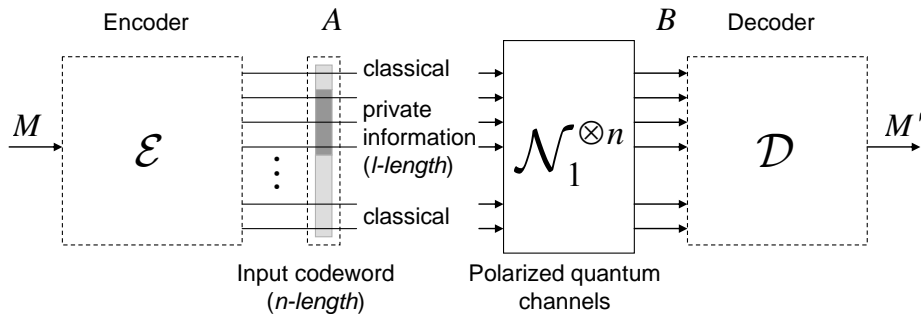 Encoder
A
B
Decoder
M
ℰ
classical
private
information
(l-length)
classical
𝒩₁^{⊗n}
𝒟
M'
Input codeword
(n-length)
Polarized quantum
channels